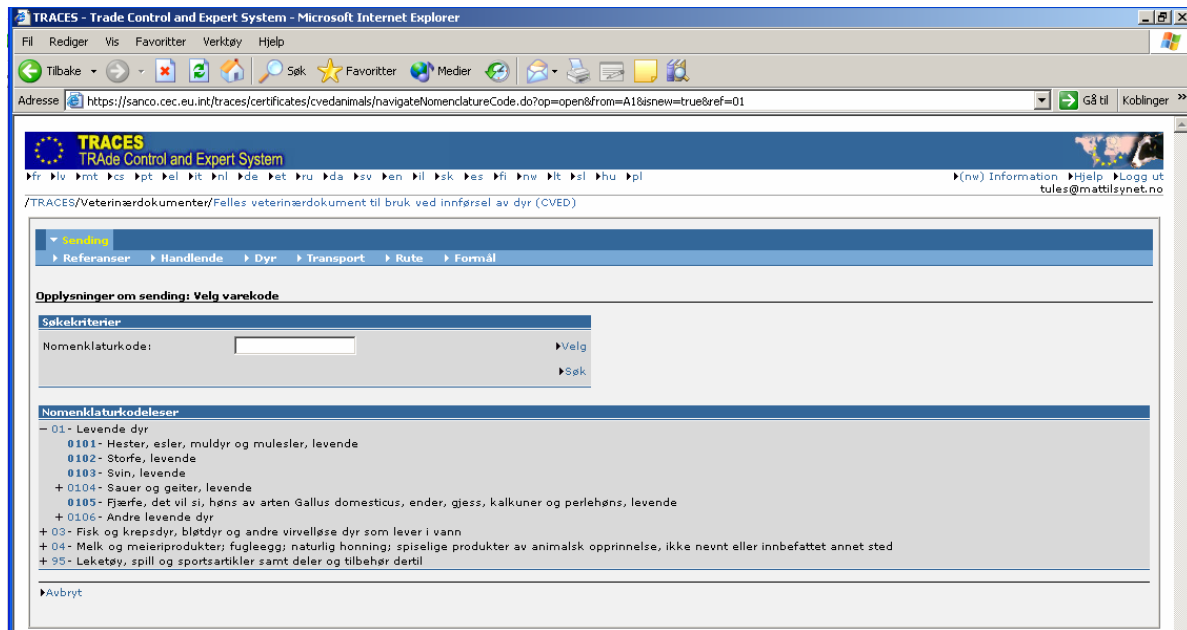 TRACES - Trade Control and Expert System - Microsoft Internet Explorer
Fil Rediger Vis Favoritter Verktøy Hjelp
Tilbake Søk Favoritter Medier
Adresse https://sanco.cec.eu.int/traces/certificates/cvedanimals/navigateNomenclatureCode.do?op=open&from=A1&isnew=true&ref=01 Gå til Koblinger »
TRACES
TRAde Control and Expert System
fr lv mt cs pt el it nl de et ru da sv en il sk es fi nw lt sl hu pl (nw) Information Hjelp Logg ut
tules@mattilsynet.no
/TRACES/Veterinærdokumenter/Felles veterinærdokument til bruk ved innførsel av dyr (CVED)
Sending
Referanser Handlende Dyr Transport Rute Formål
Opplysninger om sending: Velg varekode
Søkekriterier
Nomenklaturkode: Velg
Søk
Nomenklaturkodeleser
− 01- Levende dyr
0101- Hester, esler, muldyr og mulesler, levende
0102- Storfe, levende
0103- Svin, levende
+ 0104- Sauer og geiter, levende
0105- Fjærfe, det vil si, høns av arten Gallus domesticus, ender, gjess, kalkuner og perlehøns, levende
+ 0106- Andre levende dyr
+ 03- Fisk og krepsdyr, bløtdyr og andre virvelløse dyr som lever i vann
+ 04- Melk og meieriprodukter; fugleegg; naturlig honning; spiselige produkter av animalsk opprinnelse, ikke nevnt eller innbefattet annet sted
+ 95- Leketøy, spill og sportsartikler samt deler og tilbehør dertil
Avbryt